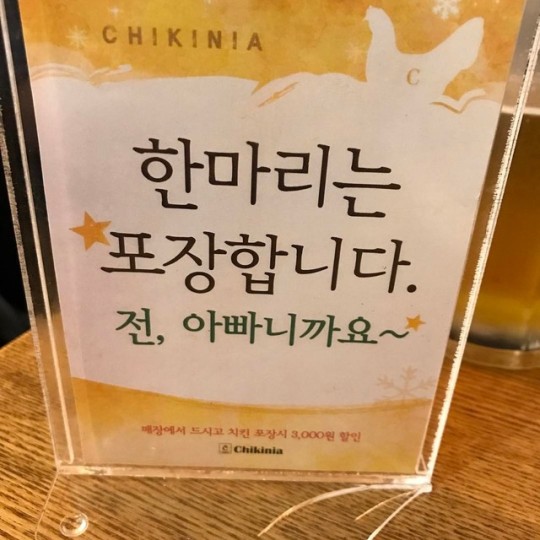 CHIKINIA
C
한마리는
포장합니다.
전, 아빠니까요~
매장에서 드시고 치킨 포장시 3,000원 할인
Chikinia